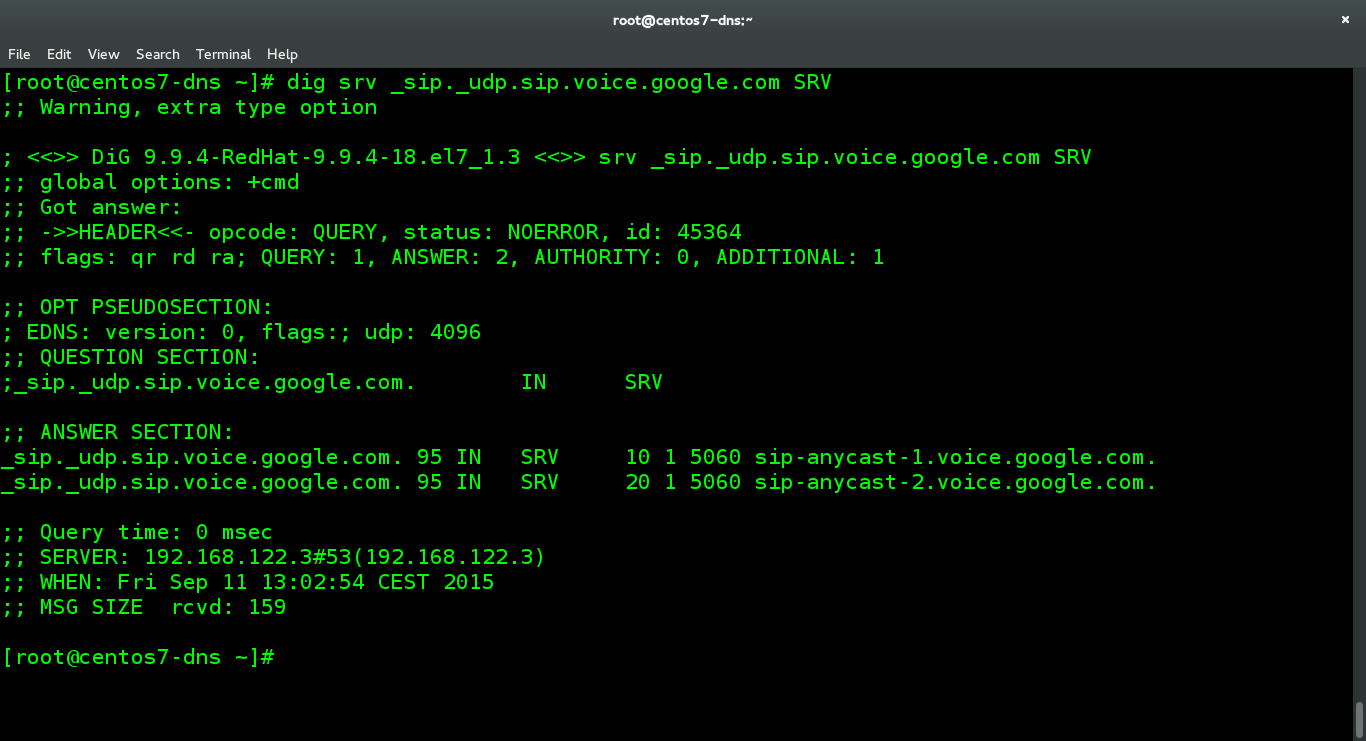 root@centos7-dns:~
×
File Edit View Search Terminal Help
[root@centos7-dns ~]# dig srv _sip._udp.sip.voice.google.com SRV
;; Warning, extra type option

; <<>> DiG 9.9.4-RedHat-9.9.4-18.el7_1.3 <<>> srv _sip._udp.sip.voice.google.com SRV
;; global options: +cmd
;; Got answer:
;; ->>HEADER<<- opcode: QUERY, status: NOERROR, id: 45364
;; flags: qr rd ra; QUERY: 1, ANSWER: 2, AUTHORITY: 0, ADDITIONAL: 1

;; OPT PSEUDOSECTION:
; EDNS: version: 0, flags:; udp: 4096
;; QUESTION SECTION:
;_sip._udp.sip.voice.google.com.        IN      SRV

;; ANSWER SECTION:
_sip._udp.sip.voice.google.com. 95 IN   SRV     10 1 5060 sip-anycast-1.voice.google.com.
_sip._udp.sip.voice.google.com. 95 IN   SRV     20 1 5060 sip-anycast-2.voice.google.com.

;; Query time: 0 msec
;; SERVER: 192.168.122.3#53(192.168.122.3)
;; WHEN: Fri Sep 11 13:02:54 CEST 2015
;; MSG SIZE  rcvd: 159

[root@centos7-dns ~]#